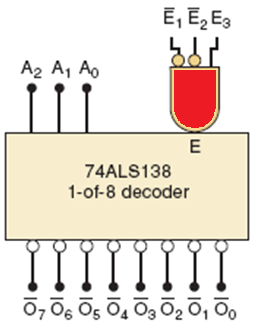 E̅₁ E̅₂ E₃
A₂ A₁ A₀
E
74ALS138
1-of-8 decoder
O̅₇ O̅₆ O̅₅ O̅₄ O̅₃ O̅₂ O̅₁ O̅₀